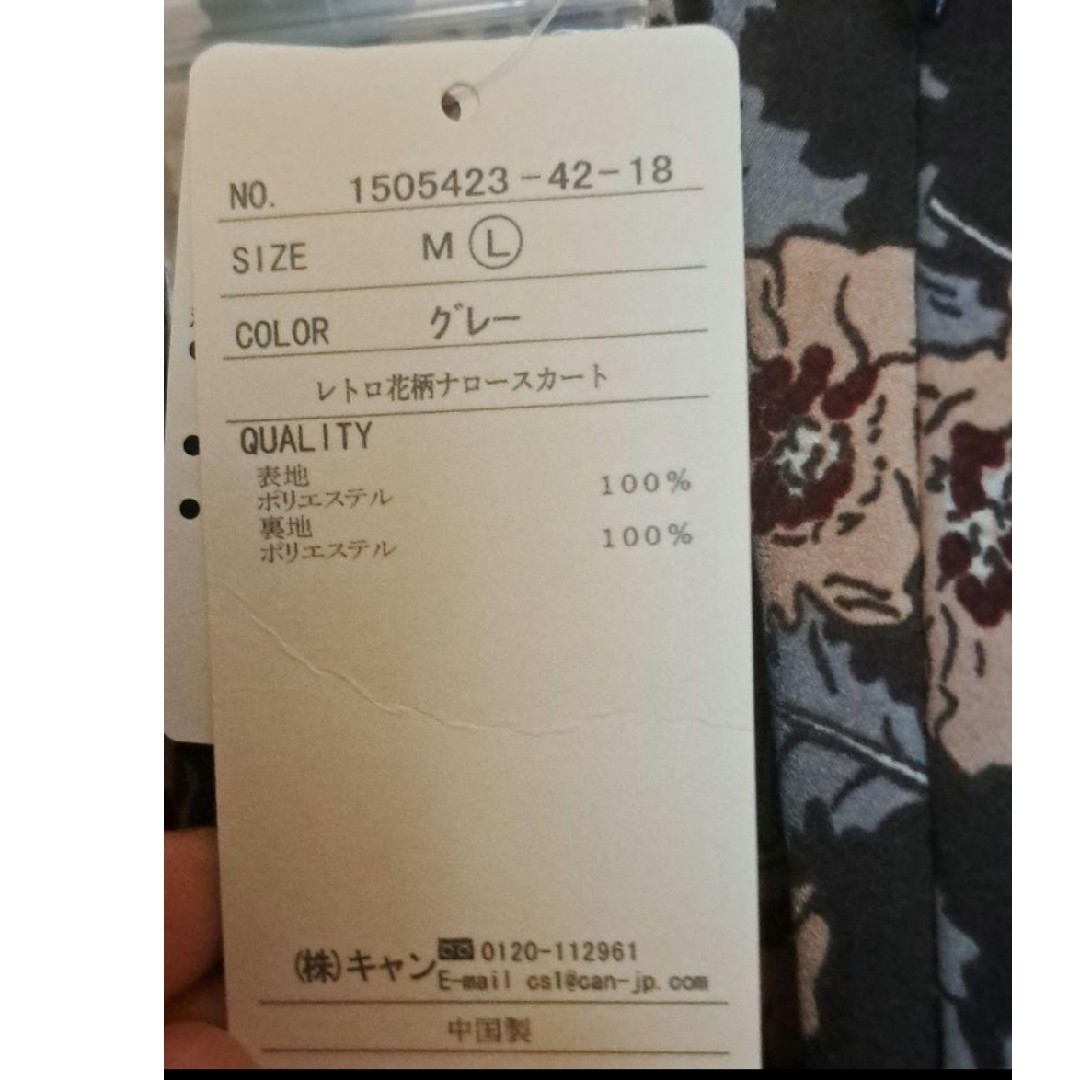 NO. 1505423-42-18
SIZE M L
COLOR グレー
レトロ花柄ナロースカート
QUALITY
表地
ポリエステル 100%
裏地
ポリエステル 100%
(株)キャン 0120-112961
E-mail cs1@can-jp.com
中国製